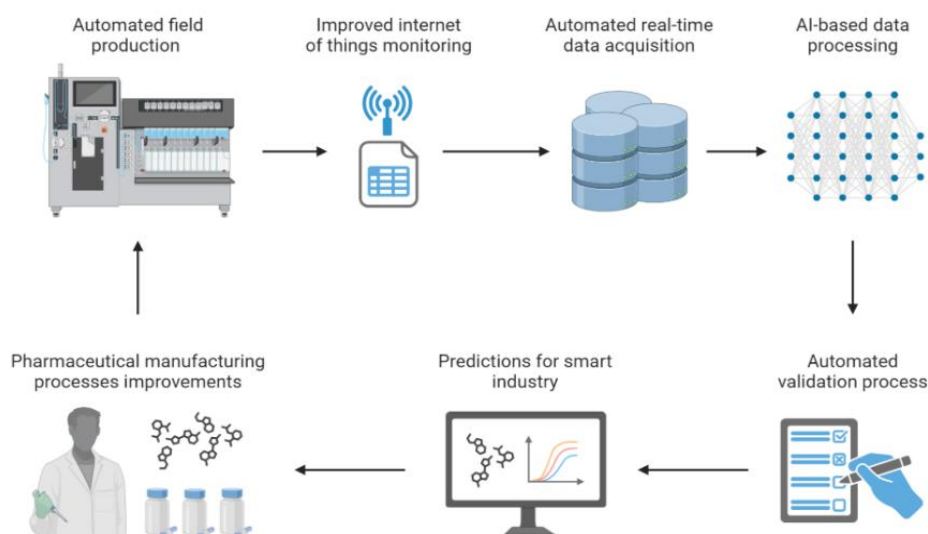 Automated field
production
Improved internet
of things monitoring
Automated real-time
data acquisition
AI-based data
processing
Pharmaceutical manufacturing
processes improvements
Predictions for smart
industry
Automated
validation process